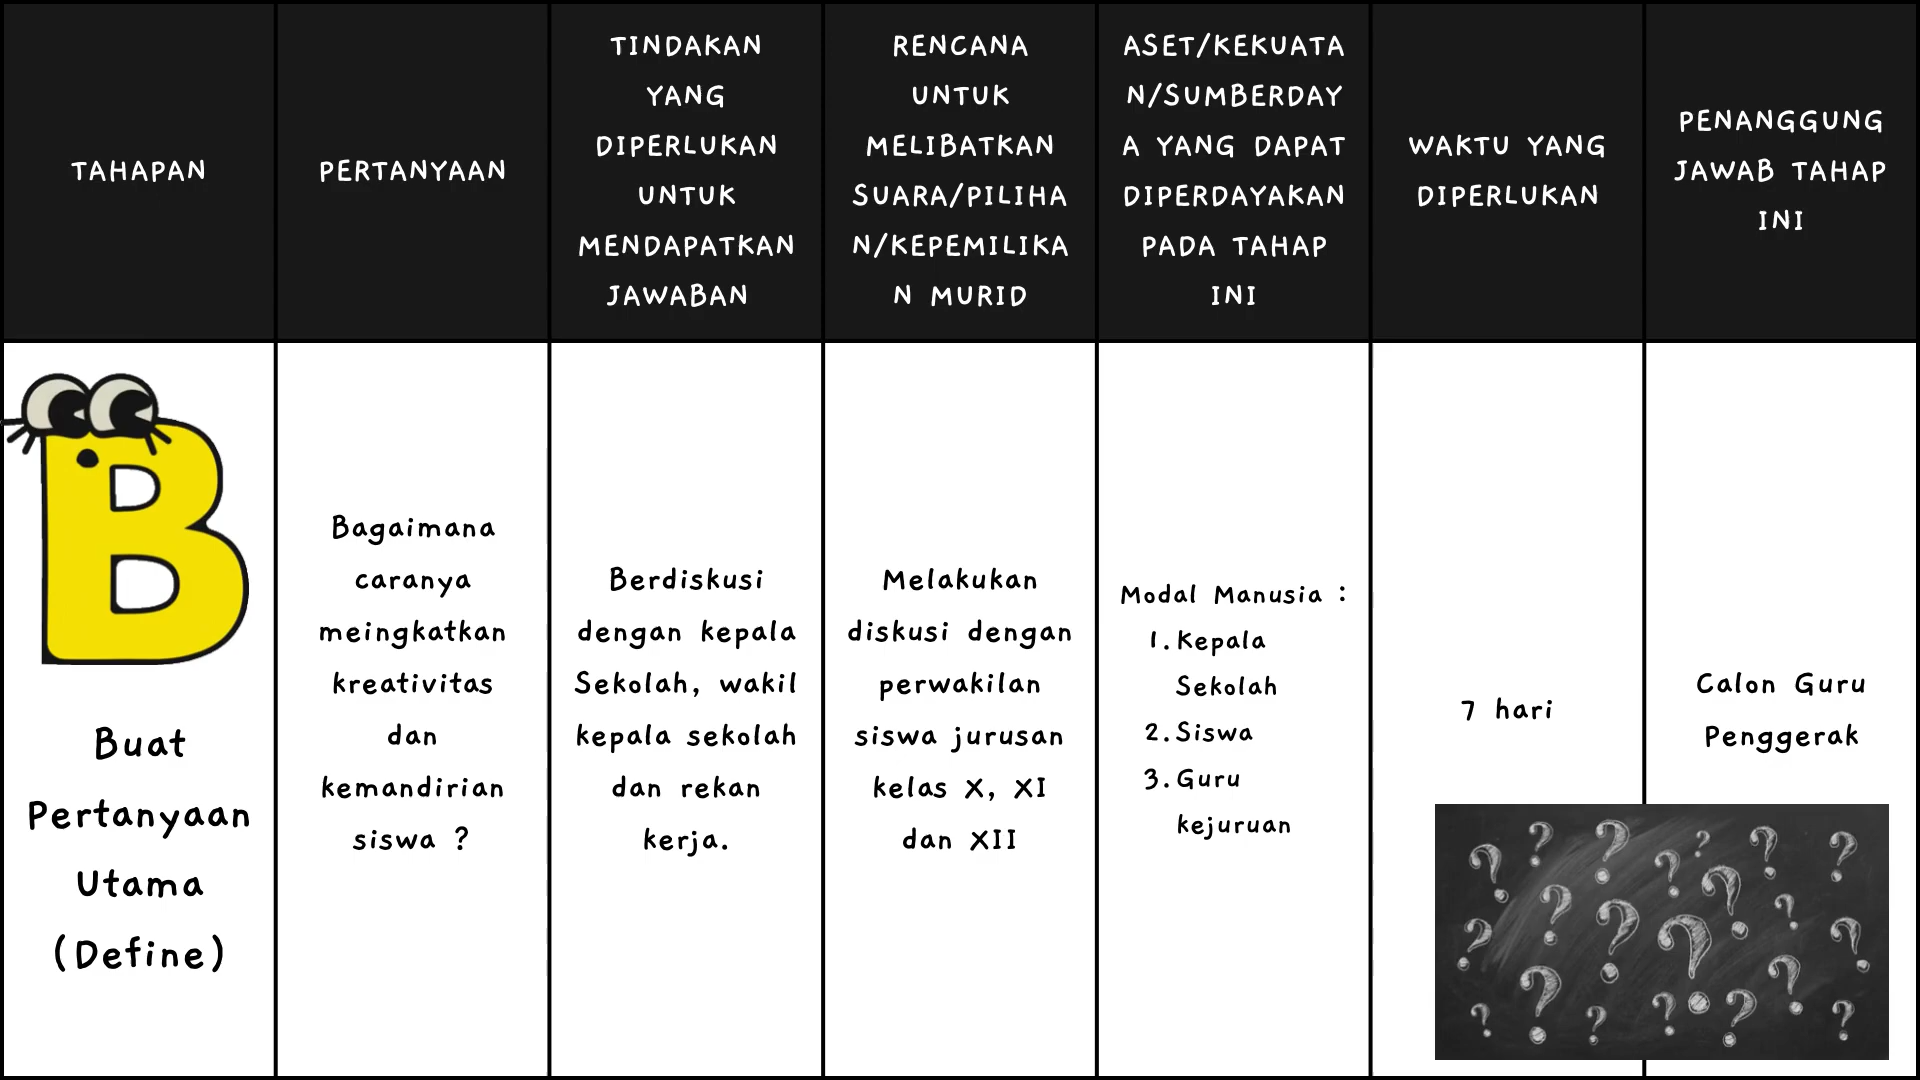 TAHAPAN
PERTANYAAN
TINDAKAN
YANG
DIPERLUKAN
UNTUK
MENDAPATKAN
JAWABAN
RENCANA
UNTUK
MELIBATKAN
SUARA/PILIHA
N/KEPEMILIKA
N MURID
ASET/KEKUATA
N/SUMBERDAY
A YANG DAPAT
DIPERDAYAKAN
PADA TAHAP
INI
WAKTU YANG
DIPERLUKAN
PENANGGUNG
JAWAB TAHAP
INI
B
Buat
Pertanyaan
Utama
(Define)
Bagaimana
caranya
meingkatkan
kreativitas
dan
kemandirian
siswa ?
Berdiskusi
dengan kepala
Sekolah, wakil
kepala sekolah
dan rekan
kerja.
Melakukan
diskusi dengan
perwakilan
siswa jurusan
kelas X, XI
dan XII
Modal Manusia :
1. Kepala
Sekolah
2. Siswa
3. Guru
kejuruan
7 hari
Calon Guru
Penggerak